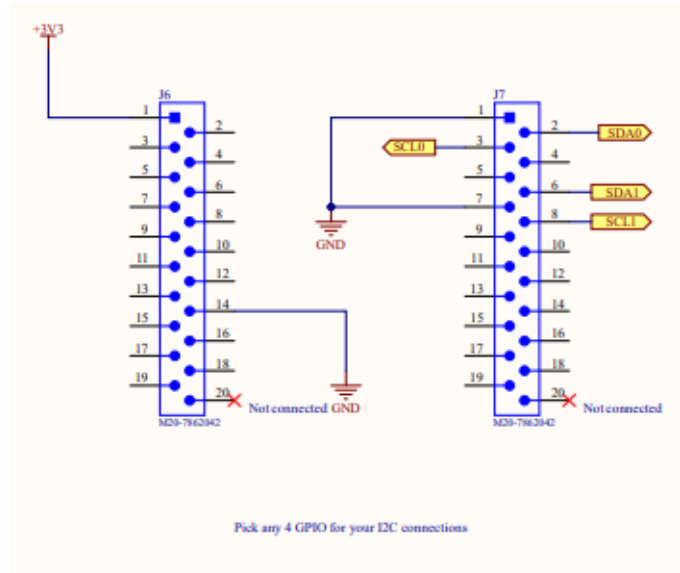 +3V3
J6
J7
1
2
3
4
5
6
7
8
9
10
11
12
13
14
15
16
17
18
19
20
Not connected
GND
M20-7862042
1
2
SDA0
SCL0
3
4
5
6
SDA1
7
8
SCL1
GND
9
10
11
12
13
14
15
16
17
18
19
20
Not connected
M20-7862042
Pick any 4 GPIO for your I2C connections